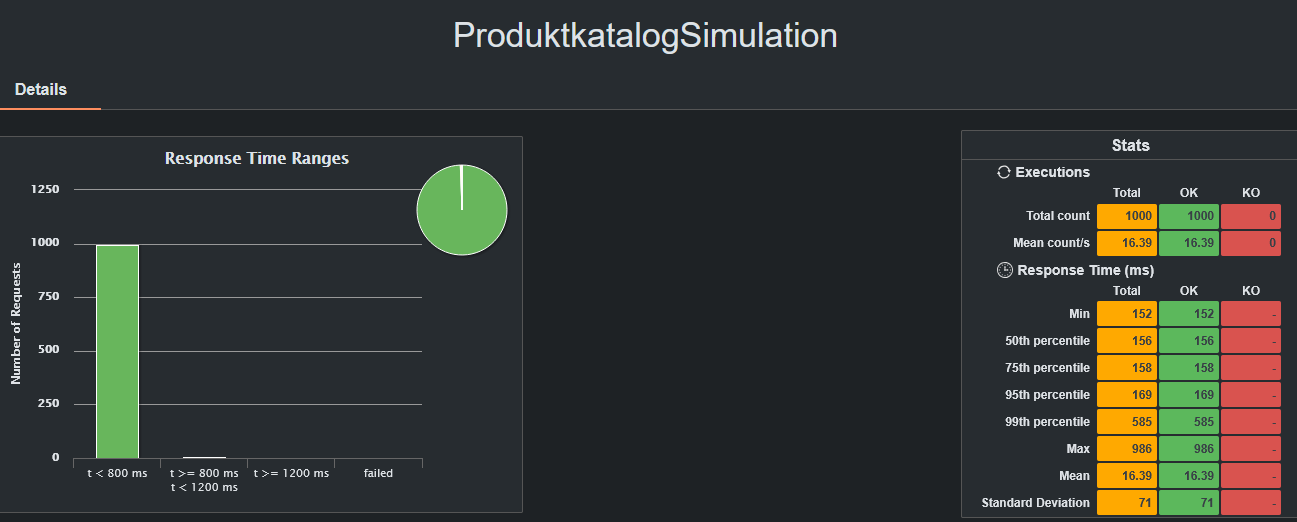 ProduktkatalogSimulation
Details
Response Time Ranges
Number of Requests
1250
1000
750
500
250
0
t < 800 ms
t >= 800 ms
t < 1200 ms
t >= 1200 ms
failed
Stats
Executions
Total OK KO
Total count 1000 1000 0
Mean count/s 16.39 16.39 0
Response Time (ms)
Total OK KO
Min 152 152 -
50th percentile 156 156 -
75th percentile 158 158 -
95th percentile 169 169 -
99th percentile 585 585 -
Max 986 986 -
Mean 16.39 16.39 -
Standard Deviation 71 71 -